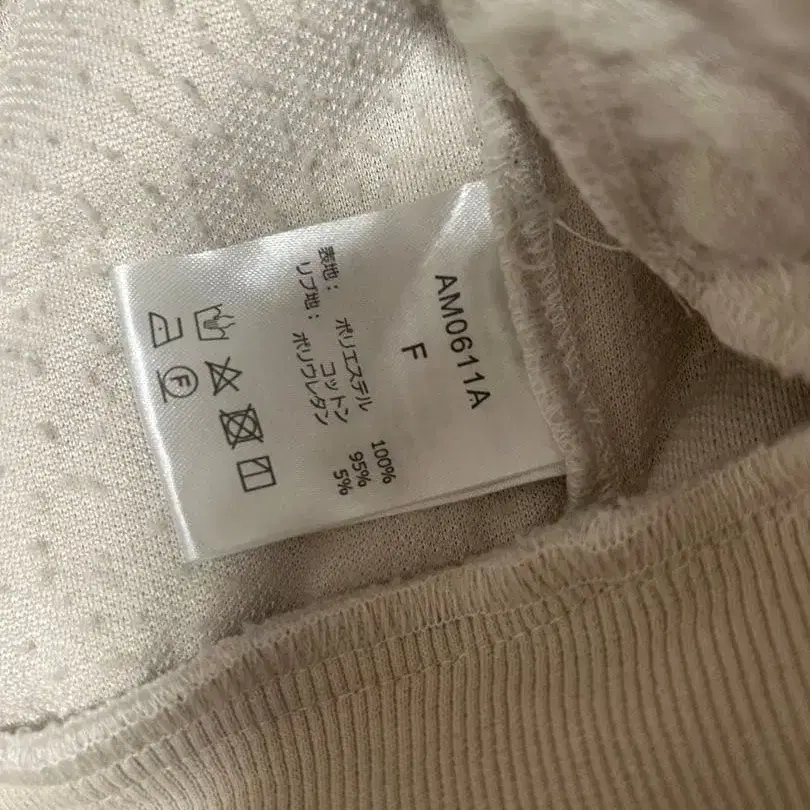 AM0611A
F
表地： ポリエステル 100%
リブ地： コットン 95%
ポリウレタン 5%
F